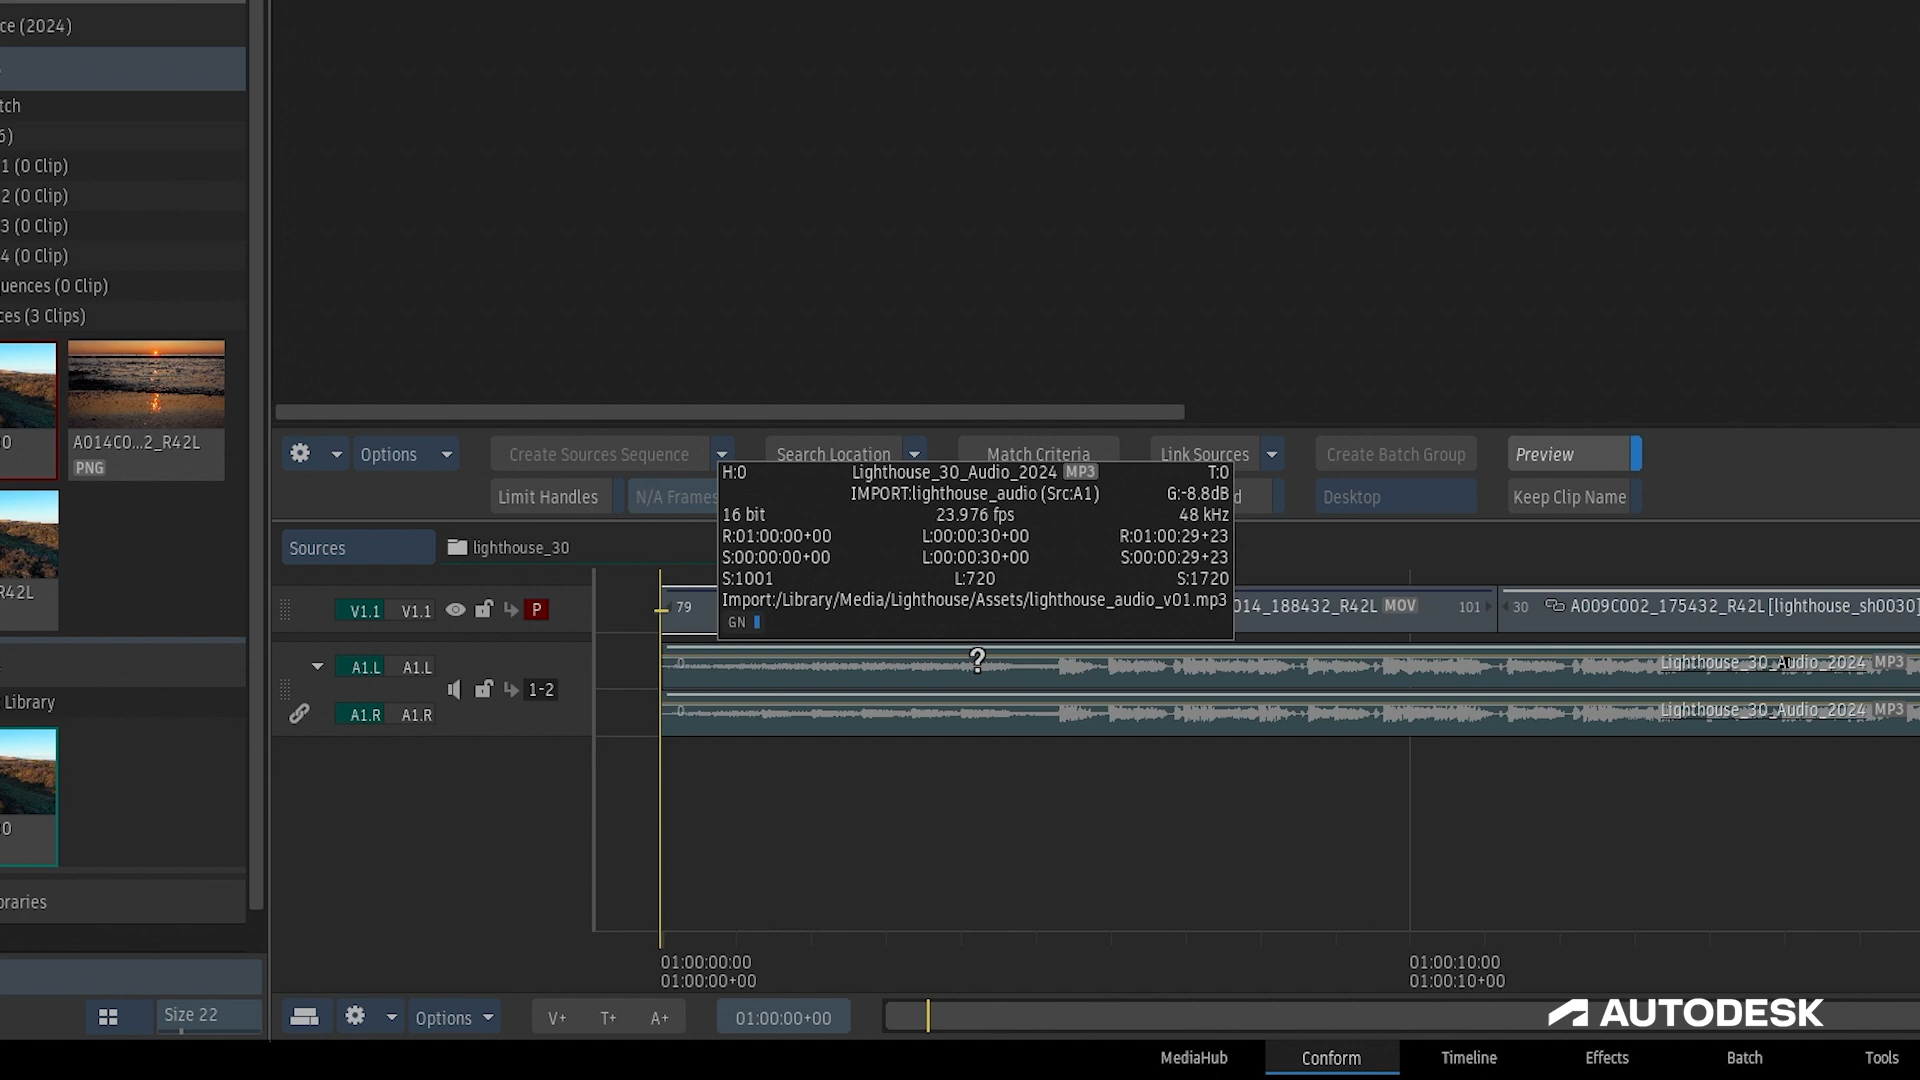 ce (2024)
tch
6)
1 (0 Clip)
2 (0 Clip)
3 (0 Clip)
4 (0 Clip)
uences (0 Clip)
ces (3 Clips)
0
A014C0...2_R42L
PNG
R42L
Library
0
braries
Size 22
Options
Create Sources Sequence
Search Location
Match Criteria
Link Sources
Create Batch Group
Preview
Limit Handles
N/A Frames
d
Desktop
Keep Clip Name
H:0 Lighthouse_30_Audio_2024 MP3 T:0
IMPORT:lighthouse_audio (Src:A1) G:-8.8dB
16 bit 23.976 fps 48 kHz
R:01:00:00+00 L:00:00:30+00 R:01:00:29+23
S:00:00:00+00 L:00:00:30+00 S:00:00:29+23
S:1001 L:720 S:1720
Import:/Library/Media/Lighthouse/Assets/lighthouse_audio_v01.mp3
GN
Sources lighthouse_30
V1.1 V1.1 P
79
014_188432_R42L MOV 101
30 A009C002_175432_R42L [lighthouse_sh0030]
A1.L A1.L
0
?
Lighthouse_30_Audio_2024 MP3
1-2
A1.R A1.R
0
Lighthouse_30_Audio_2024 MP3
01:00:00:00
01:00:00+00
01:00:10:00
01:00:10+00
Options
V+ T+ A+
01:00:00+00
AUTODESK
MediaHub Conform Timeline Effects Batch Tools